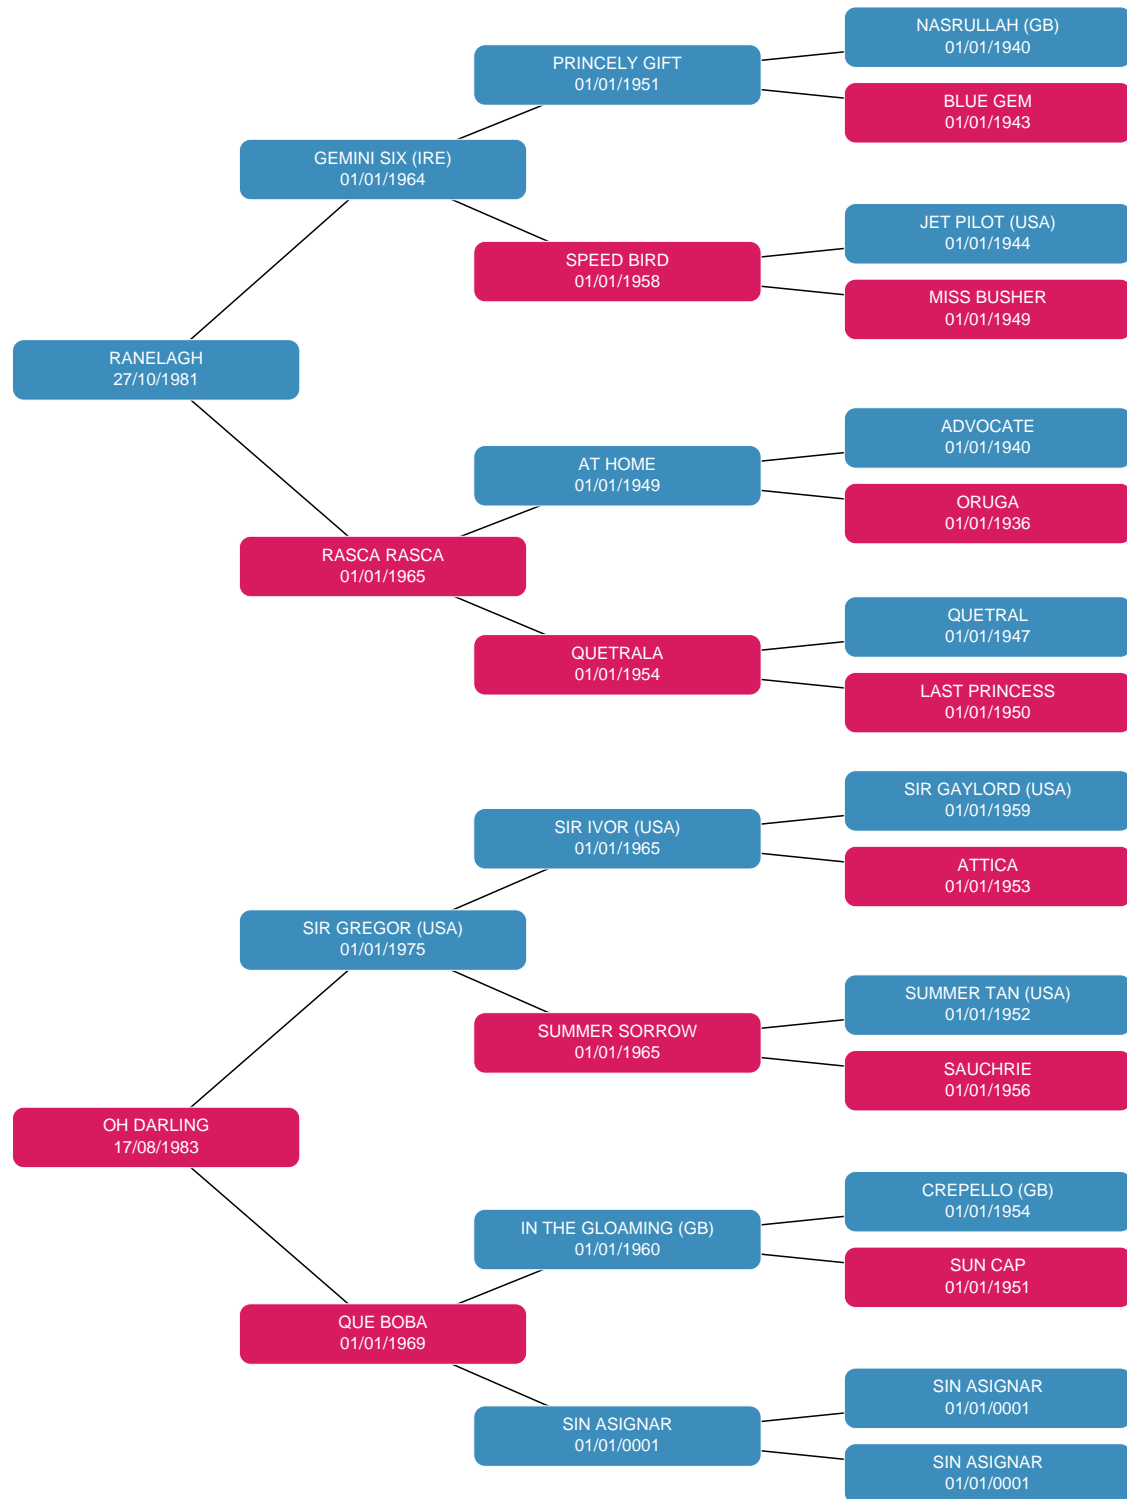 NASRULLAH (GB)
01/01/1940
PRINCELY GIFT
01/01/1951
BLUE GEM
01/01/1943
GEMINI SIX (IRE)
01/01/1964
JET PILOT (USA)
01/01/1944
SPEED BIRD
01/01/1958
MISS BUSHER
01/01/1949
RANELAGH
27/10/1981
ADVOCATE
01/01/1940
AT HOME
01/01/1949
ORUGA
01/01/1936
RASCA RASCA
01/01/1965
QUETRAL
01/01/1947
QUETRALA
01/01/1954
LAST PRINCESS
01/01/1950
SIR GAYLORD (USA)
01/01/1959
SIR IVOR (USA)
01/01/1965
ATTICA
01/01/1953
SIR GREGOR (USA)
01/01/1975
SUMMER TAN (USA)
01/01/1952
SUMMER SORROW
01/01/1965
SAUCHRIE
01/01/1956
OH DARLING
17/08/1983
CREPELLO (GB)
01/01/1954
IN THE GLOAMING (GB)
01/01/1960
SUN CAP
01/01/1951
QUE BOBA
01/01/1969
SIN ASIGNAR
01/01/0001
SIN ASIGNAR
01/01/0001
SIN ASIGNAR
01/01/0001